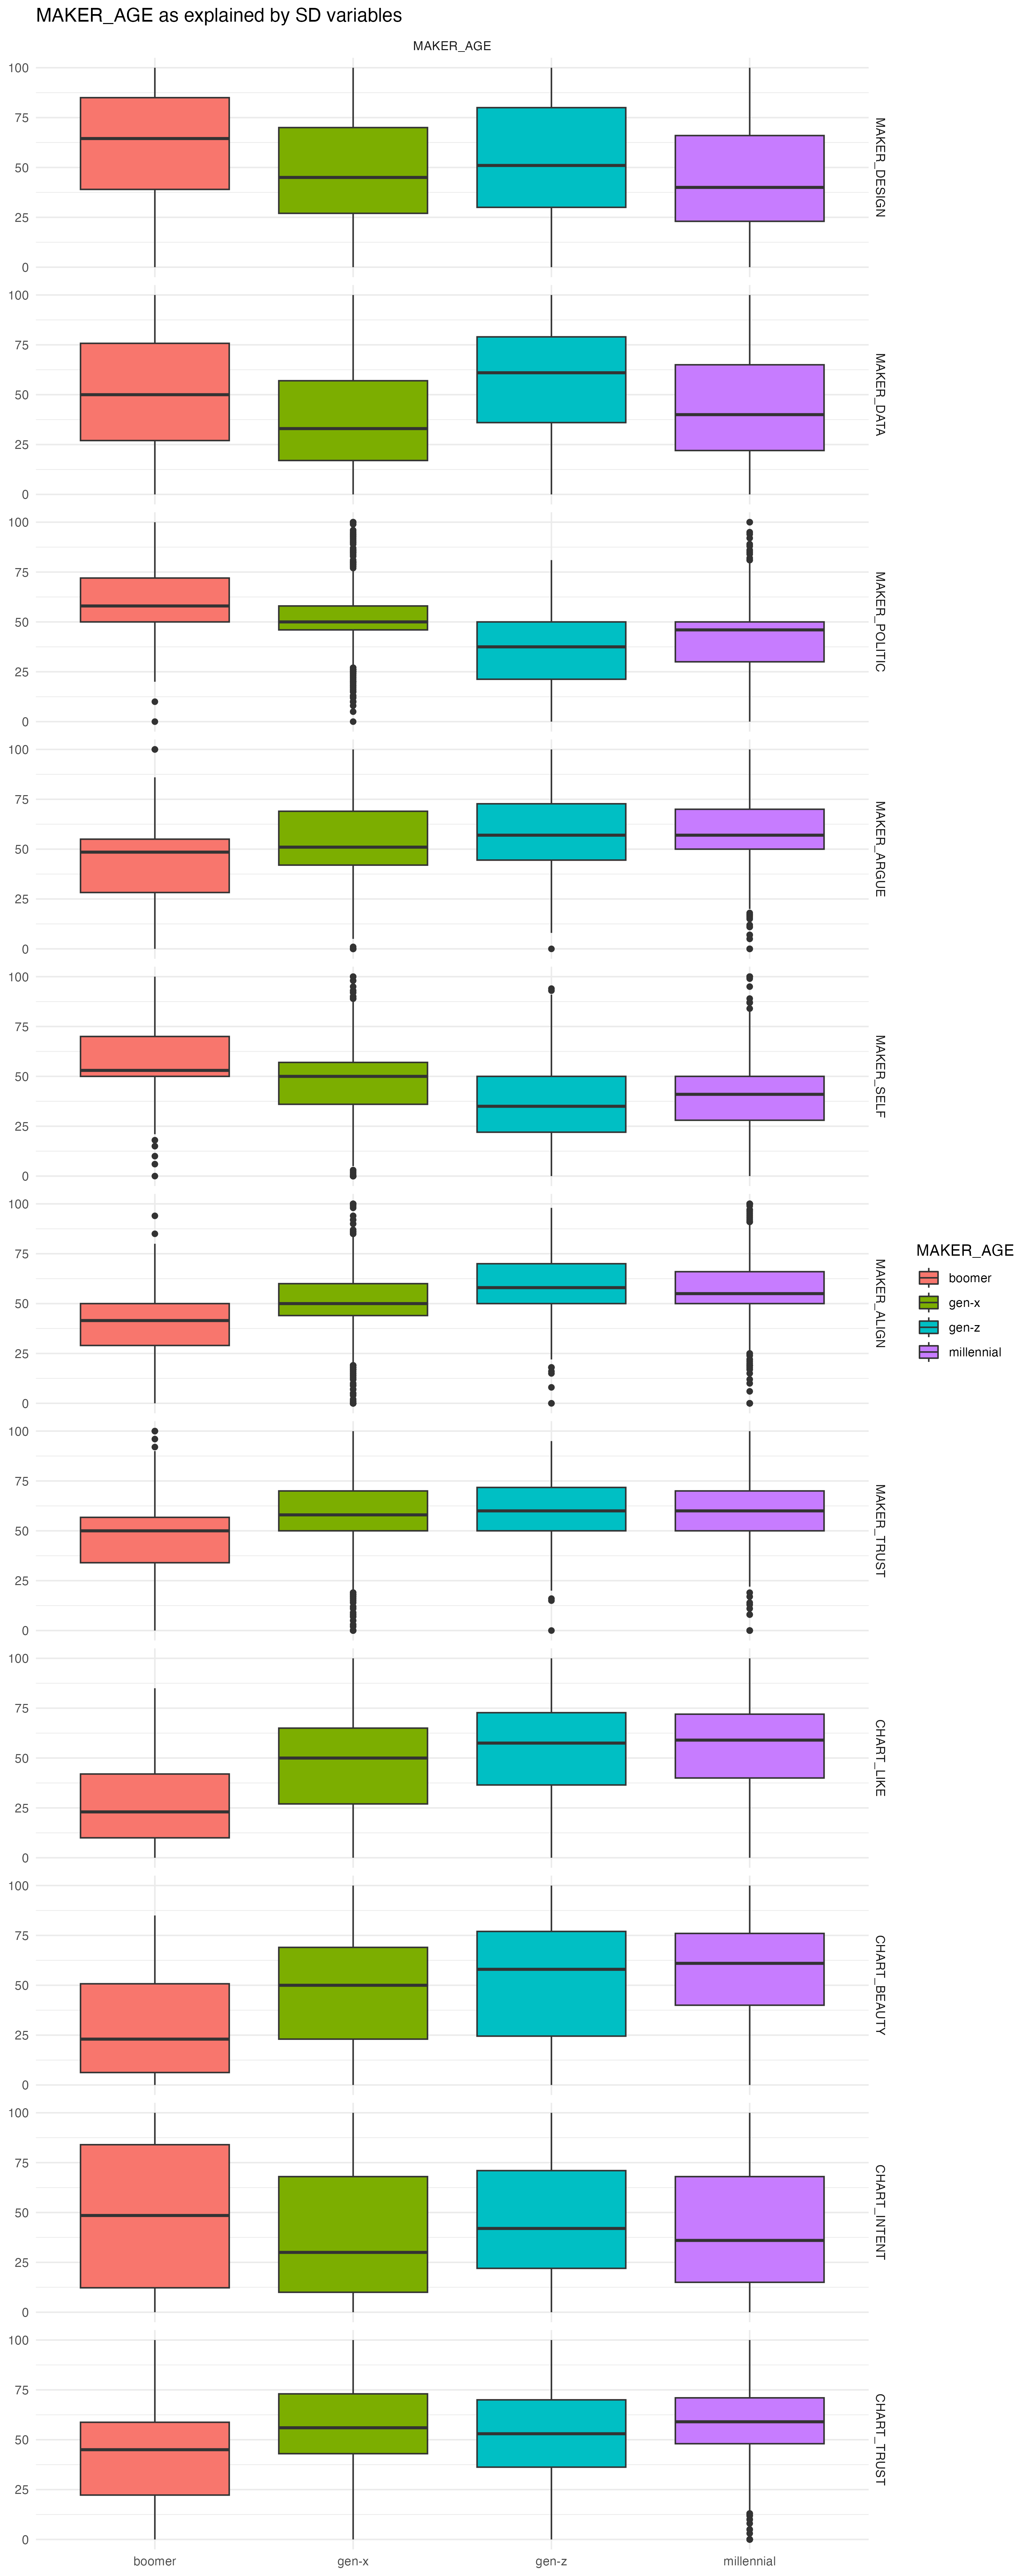 MAKER_AGE as explained by SD variables
MAKER_AGE
100
75
50
25
0
MAKER_DESIGN
100
75
50
25
0
MAKER_DATA
100
75
50
25
0
MAKER_POLITIC
100
75
50
25
0
MAKER_ARGUE
100
75
50
25
0
MAKER_SELF
100
75
50
25
0
MAKER_ALIGN
MAKER_AGE
boomer
gen-x
gen-z
millennial
100
75
50
25
0
MAKER_TRUST
100
75
50
25
0
CHART_LIKE
100
75
50
25
0
CHART_BEAUTY
100
75
50
25
0
CHART_INTENT
100
75
50
25
0
CHART_TRUST
boomer gen-x gen-z millennial